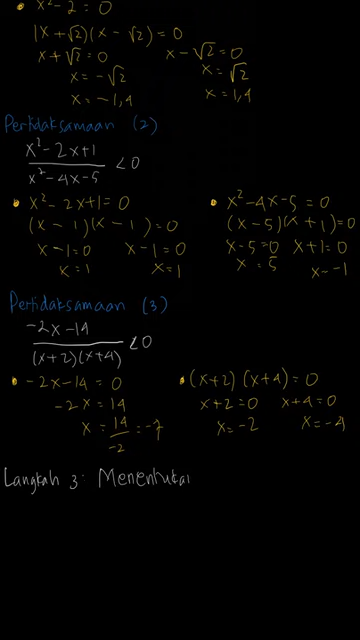 • x² - 2 = 0
(x + √2)(x - √2) = 0
x + √2 = 0    x - √2 = 0
x = -√2    x = √2
x = -1,4    x = 1,4
Pertidaksamaan (2)
x² - 2x + 1
x² - 4x - 5 < 0
• x² - 2x + 1 = 0    • x² - 4x - 5 = 0
(x - 1)(x - 1) = 0    (x - 5)(x + 1) = 0
x - 1 = 0    x - 1 = 0    x - 5 = 0    x + 1 = 0
x = 1    x = 1    x = 5    x = -1
Pertidaksamaan (3)
-2x - 14
(x+2)(x+4) < 0
• -2x - 14 = 0    • (x+2)(x+4) = 0
-2x = 14    x + 2 = 0    x + 4 = 0
x = 14/-2 = -7    x = -2    x = -4
Langkah 3: Menentukai